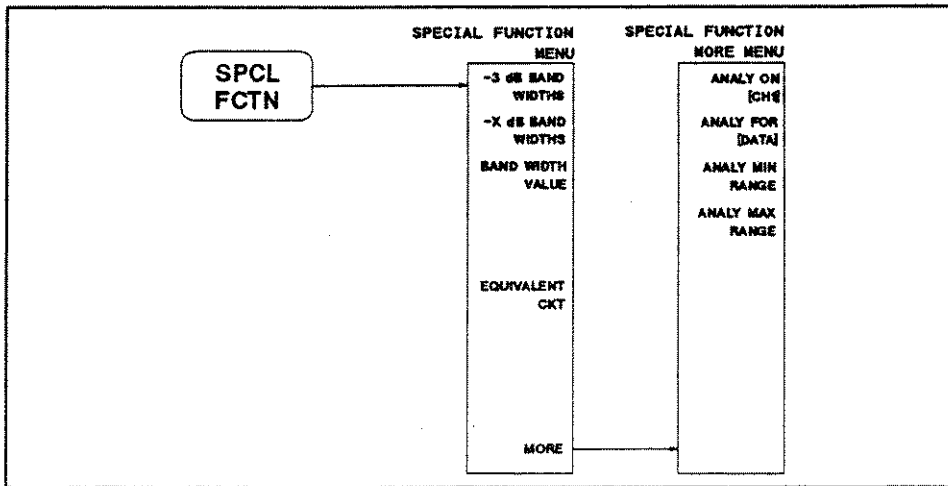 SPCL
FCTN
SPECIAL FUNCTION
MENU
-3 dB BAND
WIDTHS
-X dB BAND
WIDTHS
BAND WIDTH
VALUE
EQUIVALENT
CKT
MORE
SPECIAL FUNCTION
MORE MENU
ANALY ON
[CH1]
ANALY FOR
[DATA]
ANALY MIN
RANGE
ANALY MAX
RANGE